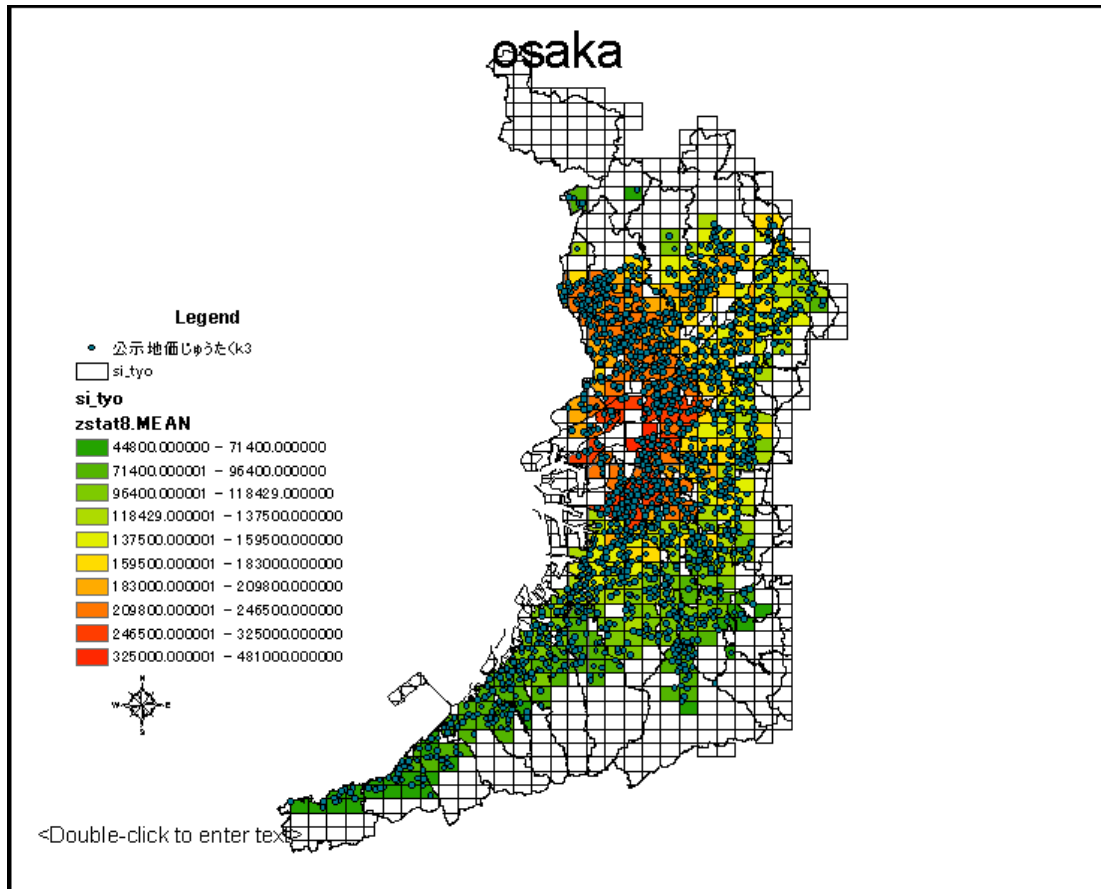 osaka
Legend
公示地価じゅうたく(k3
si_tyo
si_tyo
zstat8.MEAN
44800.000000 - 71400.000000
71400.000001 - 96400.000000
96400.000001 - 118429.000000
118429.000001 - 137500.000000
137500.000001 - 159500.000000
159500.000001 - 183000.000000
183000.000001 - 209800.000000
209800.000001 - 246500.000000
246500.000001 - 325000.000000
325000.000001 - 481000.000000
N
W E
S
<Double-click to enter text>